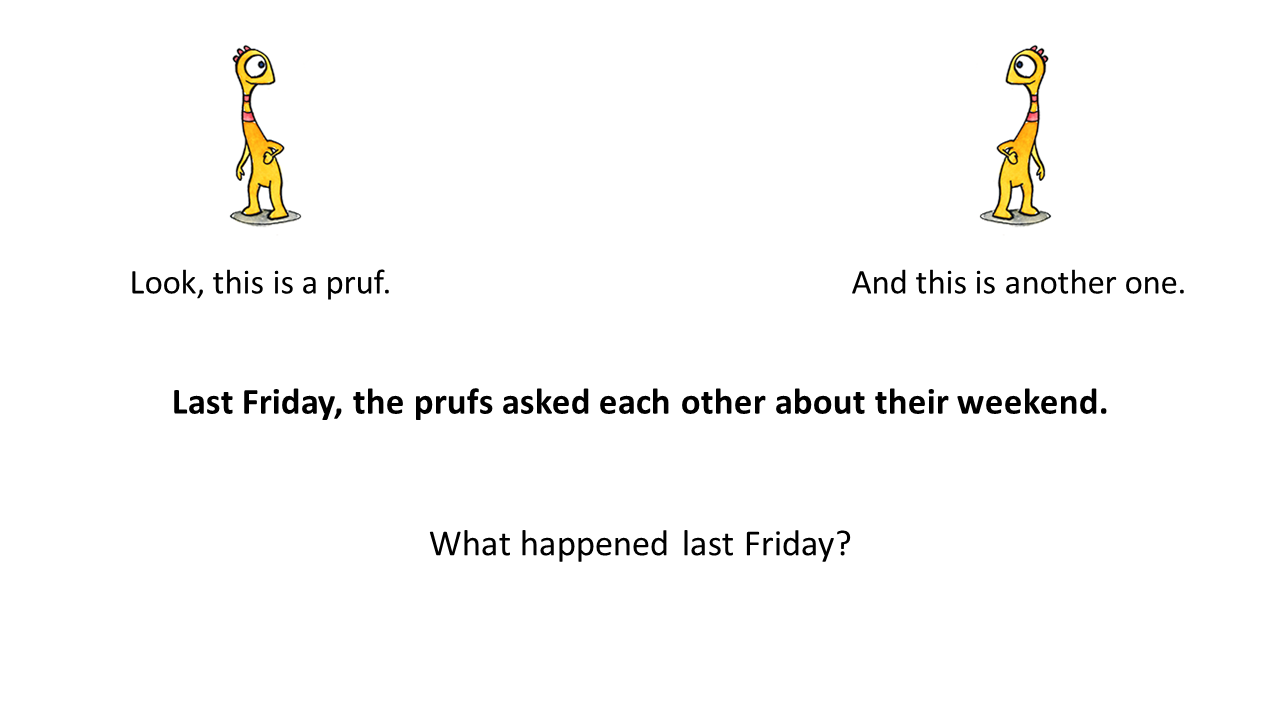 Look, this is a pruf.
And this is another one.
Last Friday, the prufs asked each other about their weekend.
What happened last Friday?